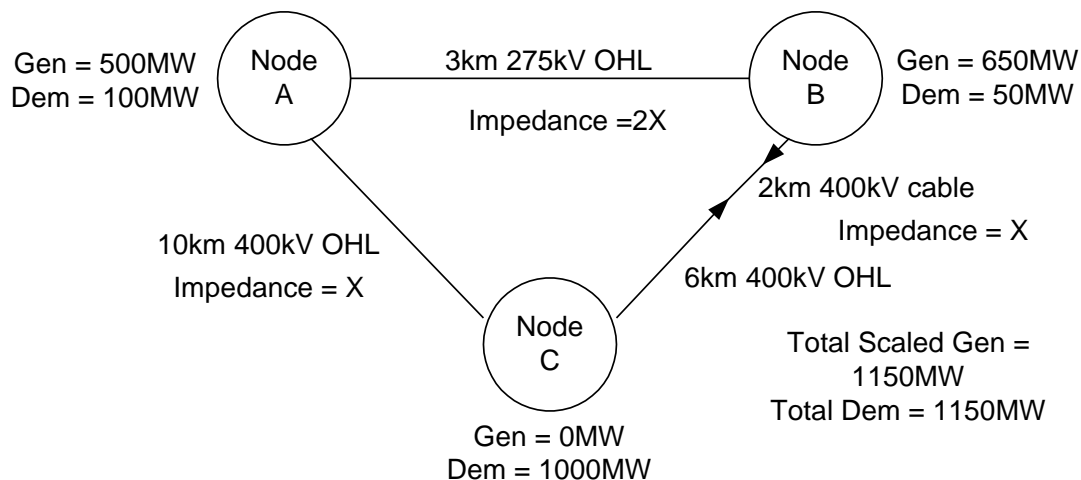 Gen = 500MW
Dem = 100MW
Node
A
3km 275kV OHL
Impedance =2X
Node
B
Gen = 650MW
Dem = 50MW
2km 400kV cable
Impedance = X
10km 400kV OHL
Impedance = X
6km 400kV OHL
Node
C
Total Scaled Gen =
1150MW
Total Dem = 1150MW
Gen = 0MW
Dem = 1000MW